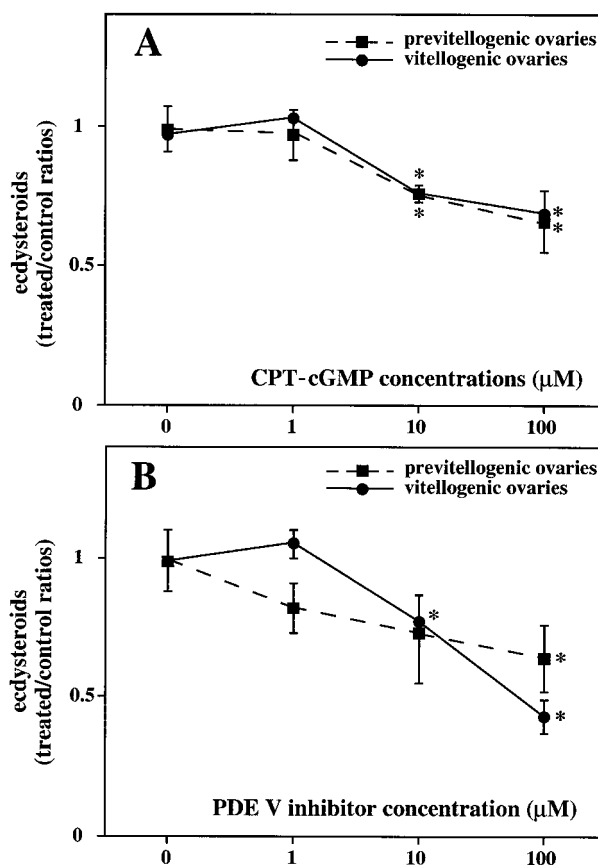 A
previtellogenic ovaries
vitellogenic ovaries
ecdysteroids
(treated/control ratios)
1
0.5
0
*
*
*
*
CPT-cGMP concentrations (μM)
0 1 10 100
B
previtellogenic ovaries
vitellogenic ovaries
ecdysteroids
(treated/control ratios)
1
0.5
0
*
*
*
PDE V inhibitor concentration (μM)
0 1 10 100